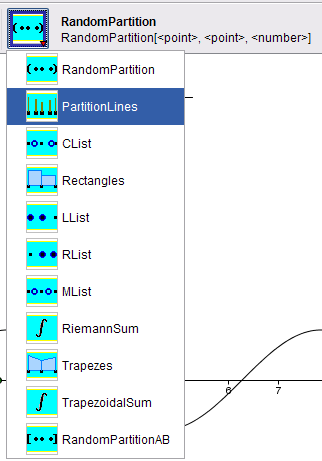 RandomPartition
RandomPartition[<point>, <point>, <number>]
RandomPartition
PartitionLines
CList
Rectangles
LList
RList
MList
RiemannSum
Trapezes
TrapezoidalSum
RandomPartitionAB
6 7